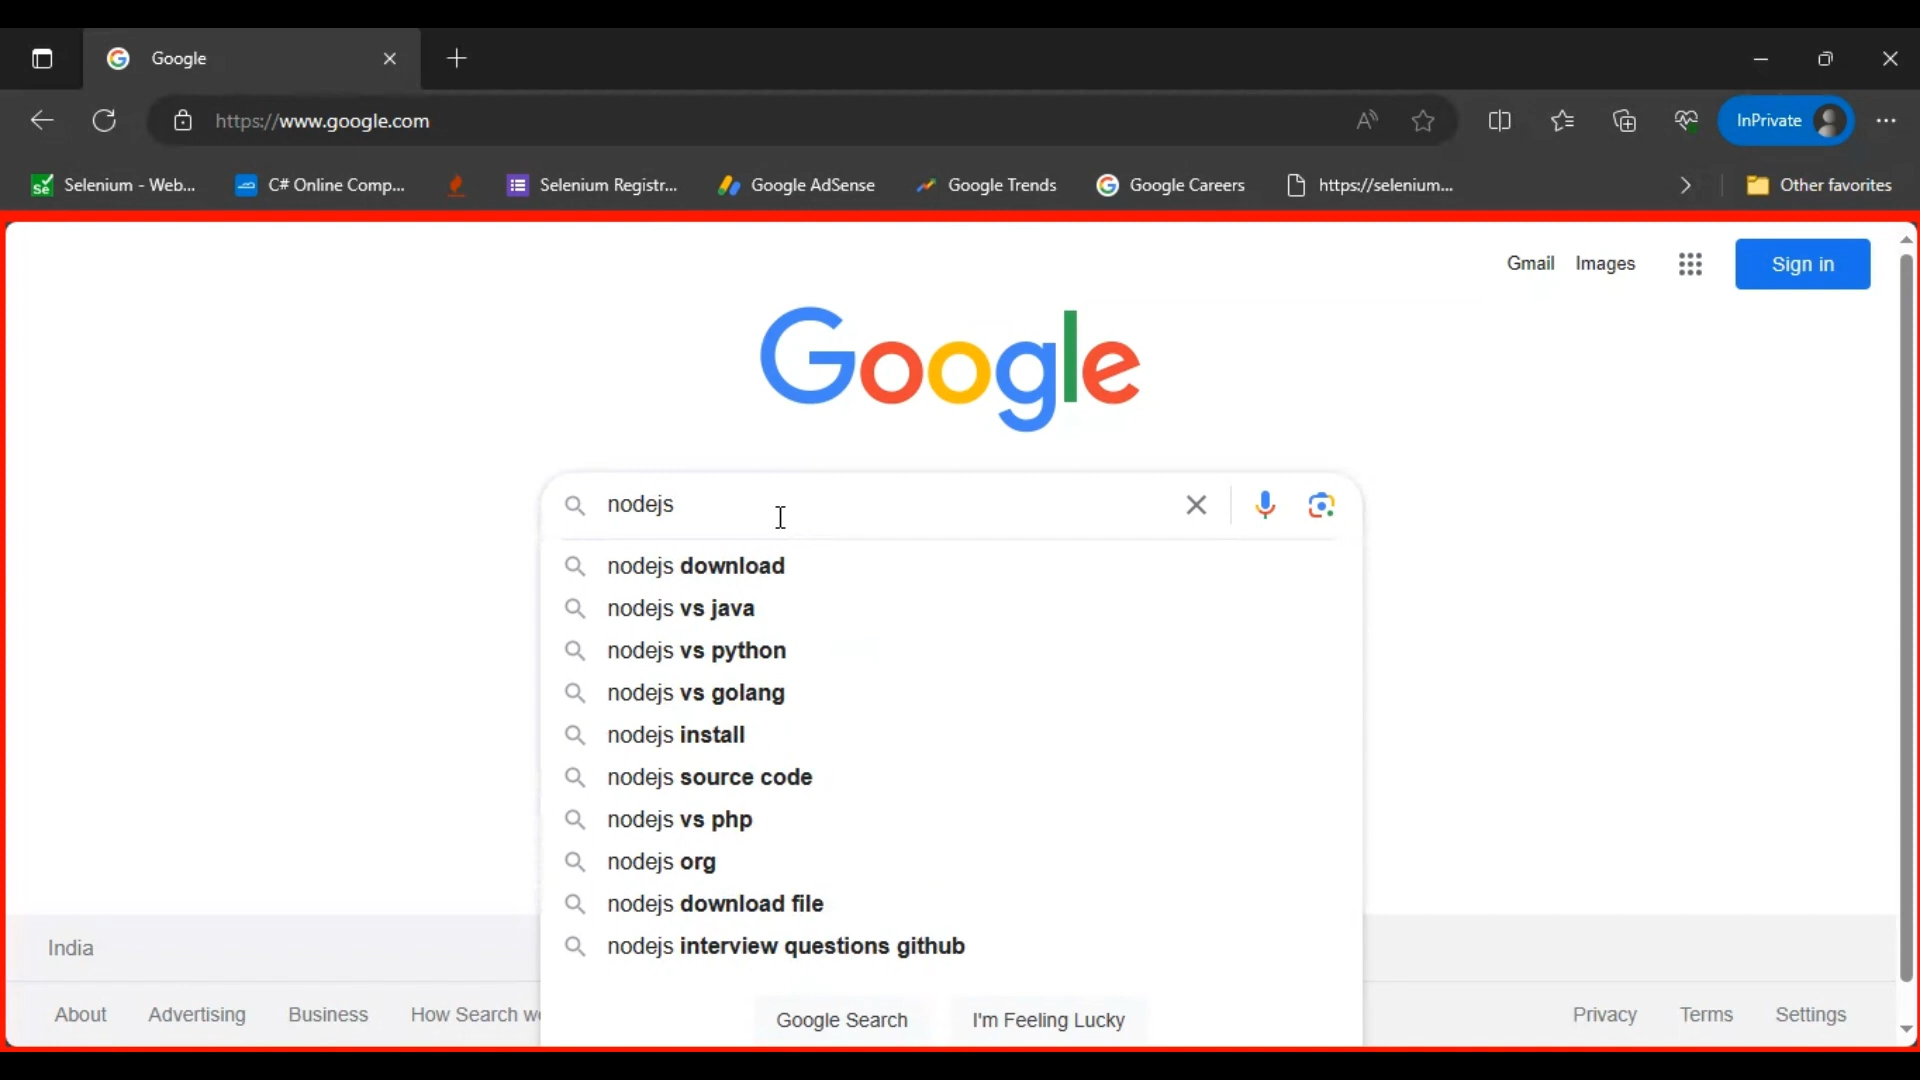 Google
https://www.google.com
InPrivate
Selenium - Web...
C# Online Comp...
Selenium Registr...
Google AdSense
Google Trends
Google Careers
https://selenium...
Other favorites
Gmail
Images
Sign in
Google
nodejs
nodejs download
nodejs vs java
nodejs vs python
nodejs vs golang
nodejs install
nodejs source code
nodejs vs php
nodejs org
nodejs download file
nodejs interview questions github
India
Google Search
I'm Feeling Lucky
About
Advertising
Business
How Search w
Privacy
Terms
Settings